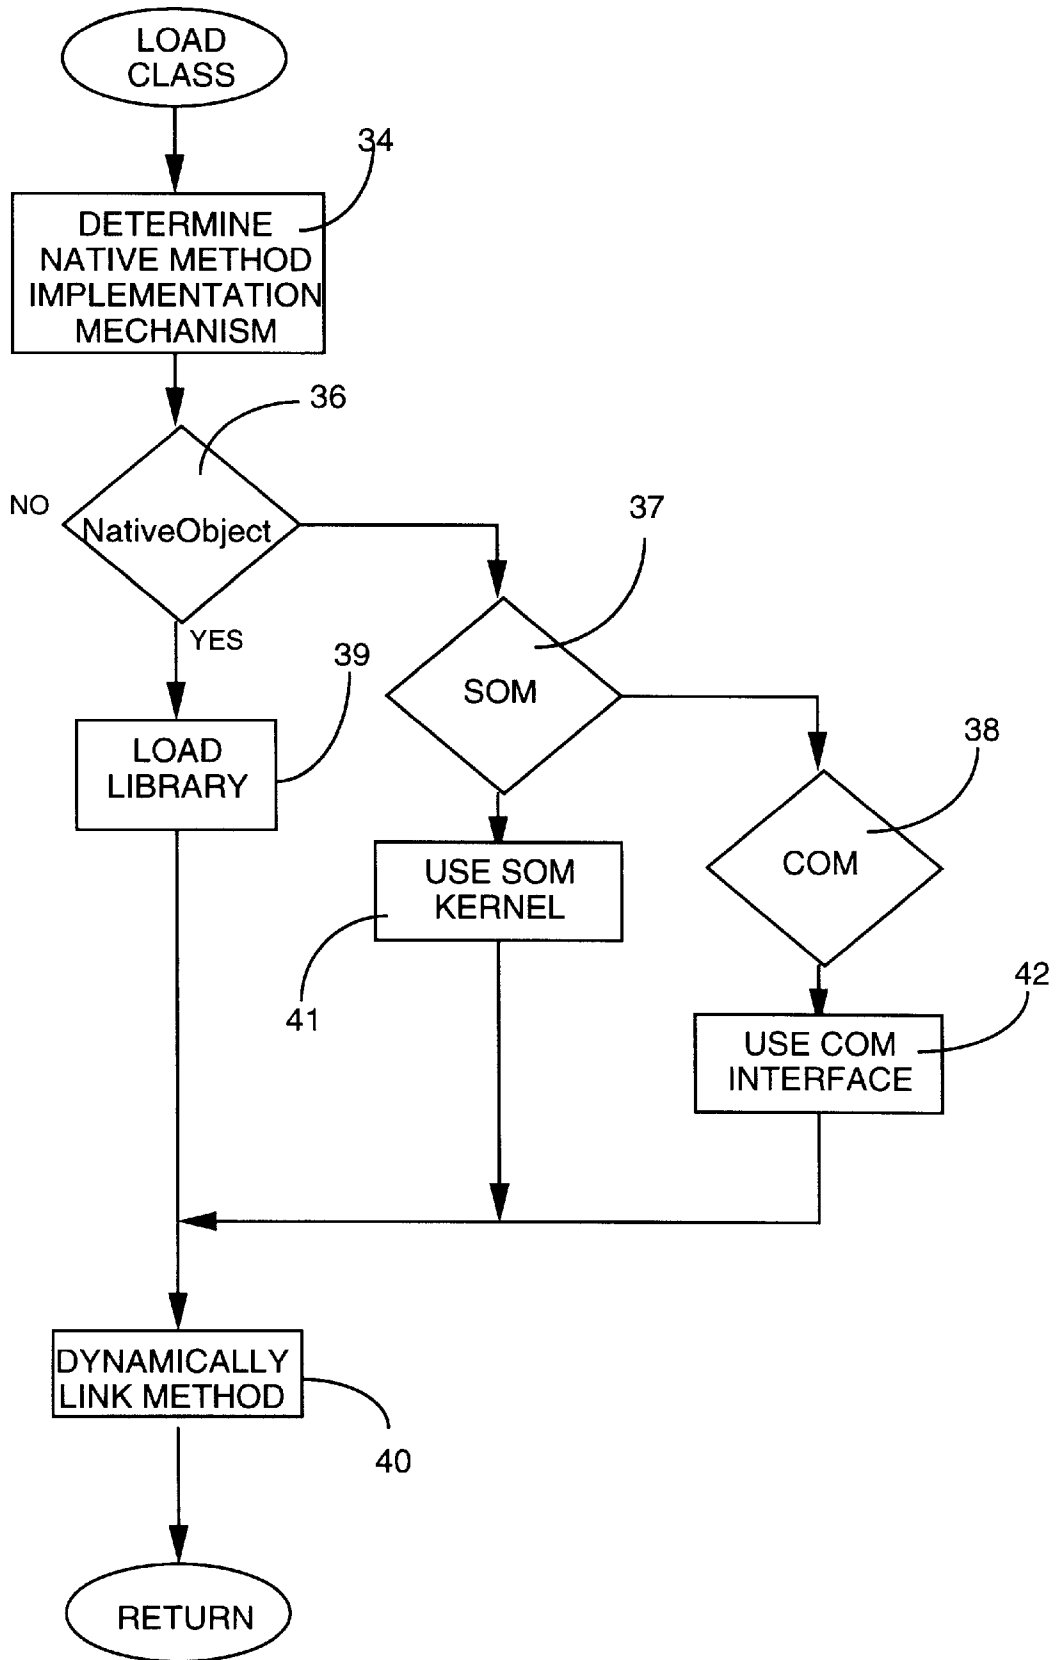 LOAD
CLASS
34
DETERMINE
NATIVE METHOD
IMPLEMENTATION
MECHANISM
36
NO
NativeObject
YES
37
SOM
39
LOAD
LIBRARY
38
COM
USE SOM
KERNEL
41
42
USE COM
INTERFACE
DYNAMICALLY
LINK METHOD
40
RETURN